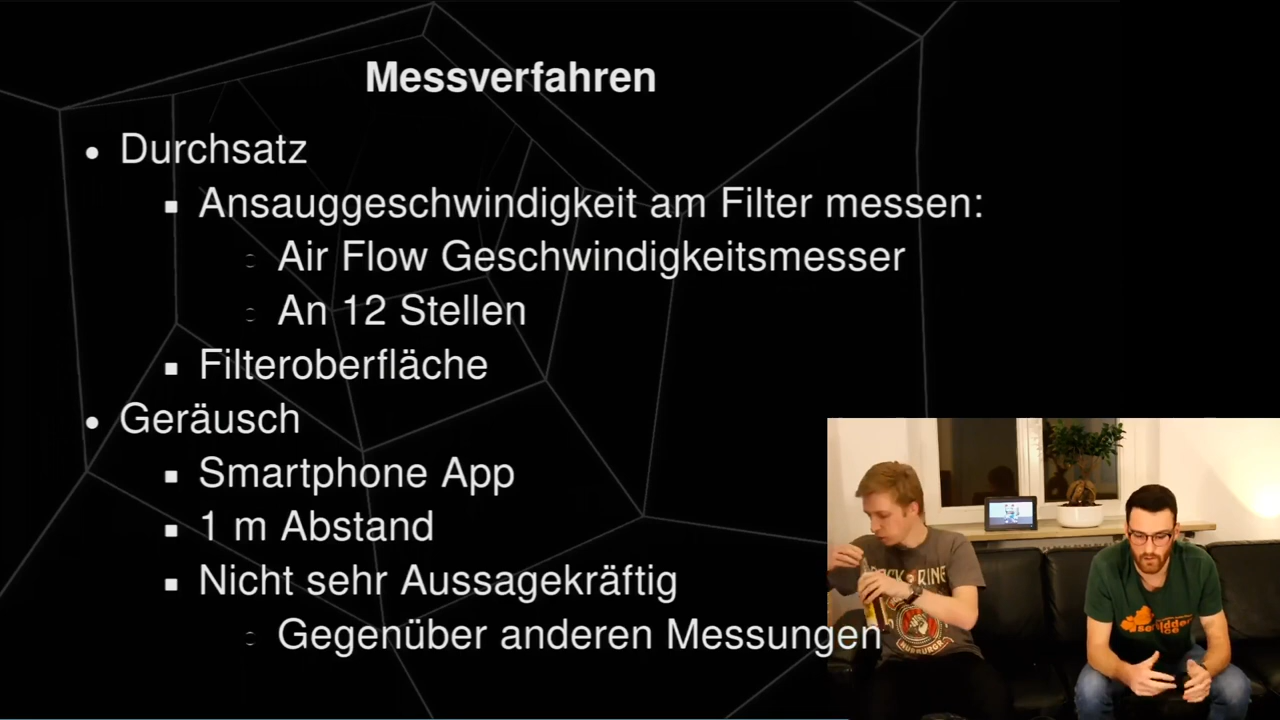 Messverfahren
Durchsatz
Ansauggeschwindigkeit am Filter messen:
Air Flow Geschwindigkeitsmesser
An 12 Stellen
Filteroberfläche
Geräusch
Smartphone App
1 m Abstand
Nicht sehr Aussagekräftig
Gegenüber anderen Messungen
RING